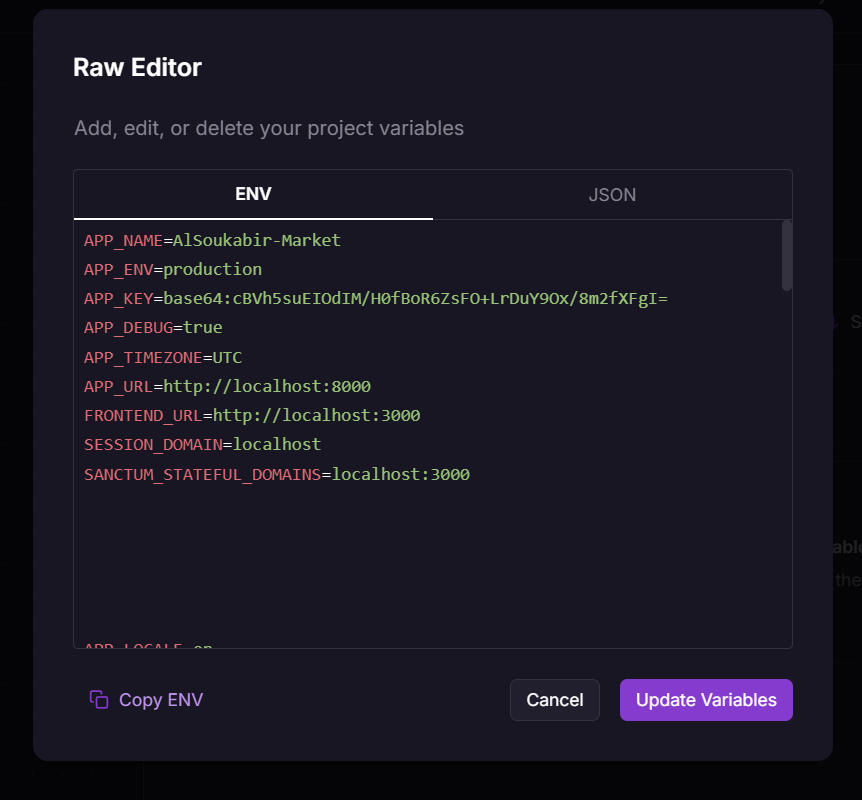 Raw Editor
Add, edit, or delete your project variables
ENV
JSON
APP_NAME=AlSoukabir-Market
APP_ENV=production
APP_KEY=base64:cBVh5suEIOdIM/H0fBoR6ZsFO+LrDuY9Ox/8m2fXFgI=
APP_DEBUG=true
APP_TIMEZONE=UTC
APP_URL=http://localhost:8000
FRONTEND_URL=http://localhost:3000
SESSION_DOMAIN=localhost
SANCTUM_STATEFUL_DOMAINS=localhost:3000
the
Copy ENV
Cancel
Update Variables